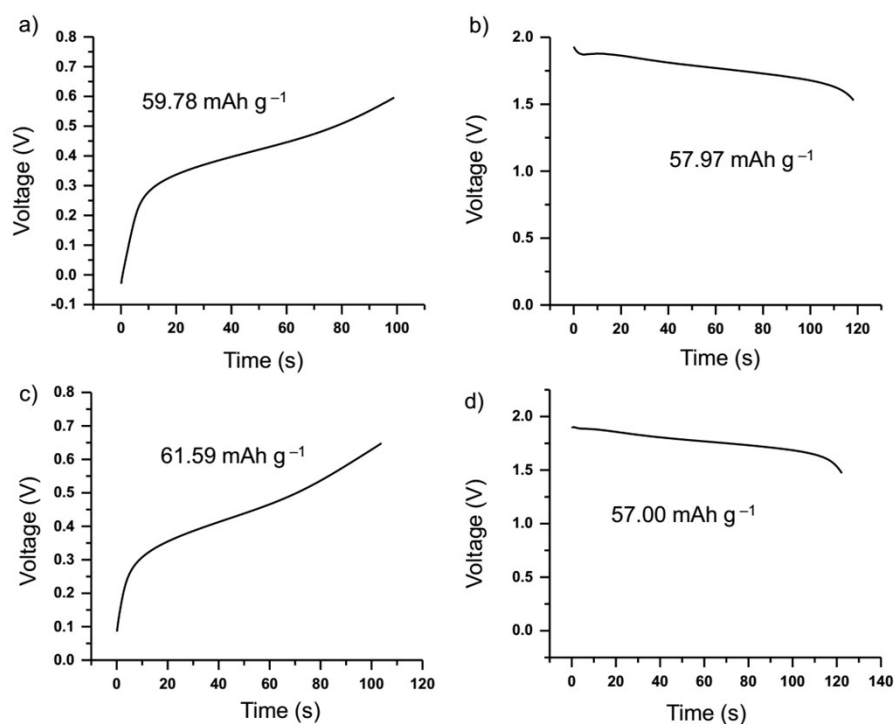 a)
0.8
0.7
0.6
0.5
0.4
0.3
0.2
0.1
0.0
-0.1
Voltage (V)
59.78 mAh g⁻¹
0 20 40 60 80 100
Time (s)
b)
2.0
1.5
1.0
0.5
0.0
Voltage (V)
57.97 mAh g⁻¹
0 20 40 60 80 100 120 140
Time (s)
c)
0.8
0.7
0.6
0.5
0.4
0.3
0.2
0.1
0.0
Voltage (V)
61.59 mAh g⁻¹
0 20 40 60 80 100 120
Time (s)
d)
2.0
1.5
1.0
0.5
0.0
Voltage (V)
57.00 mAh g⁻¹
0 20 40 60 80 100 120 140
Time (s)